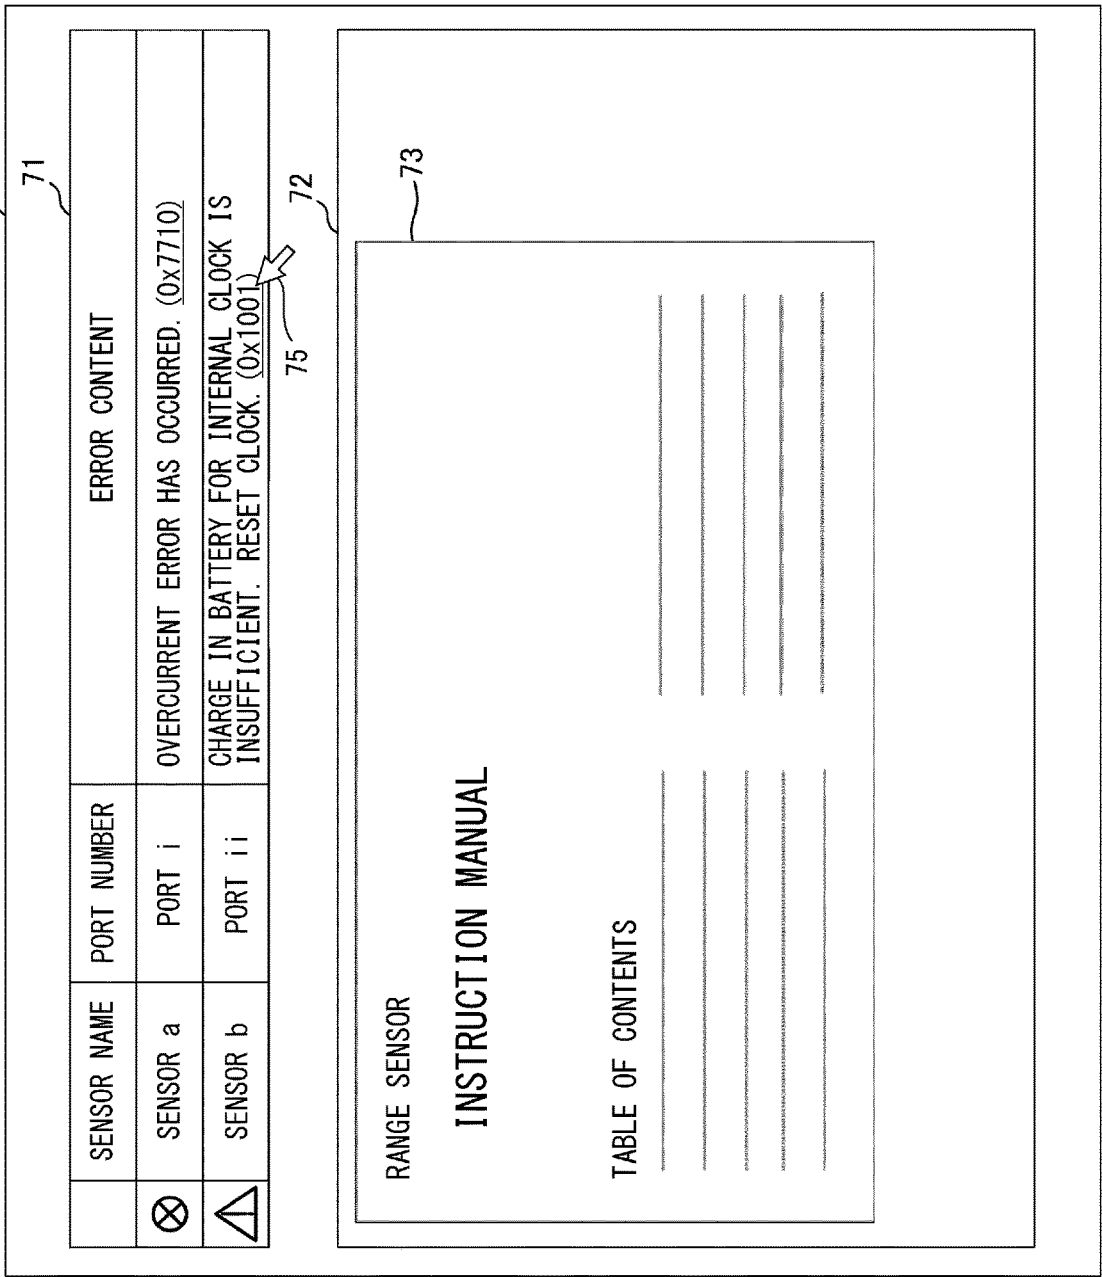 71
SENSOR NAME PORT NUMBER ERROR CONTENT
SENSOR a PORT i OVERCURRENT ERROR HAS OCCURRED. (0x7710)
SENSOR b PORT ii CHARGE IN BATTERY FOR INTERNAL CLOCK IS
INSUFFICIENT. RESET CLOCK. (0x1001)
75
72
73
RANGE SENSOR
INSTRUCTION MANUAL
TABLE OF CONTENTS